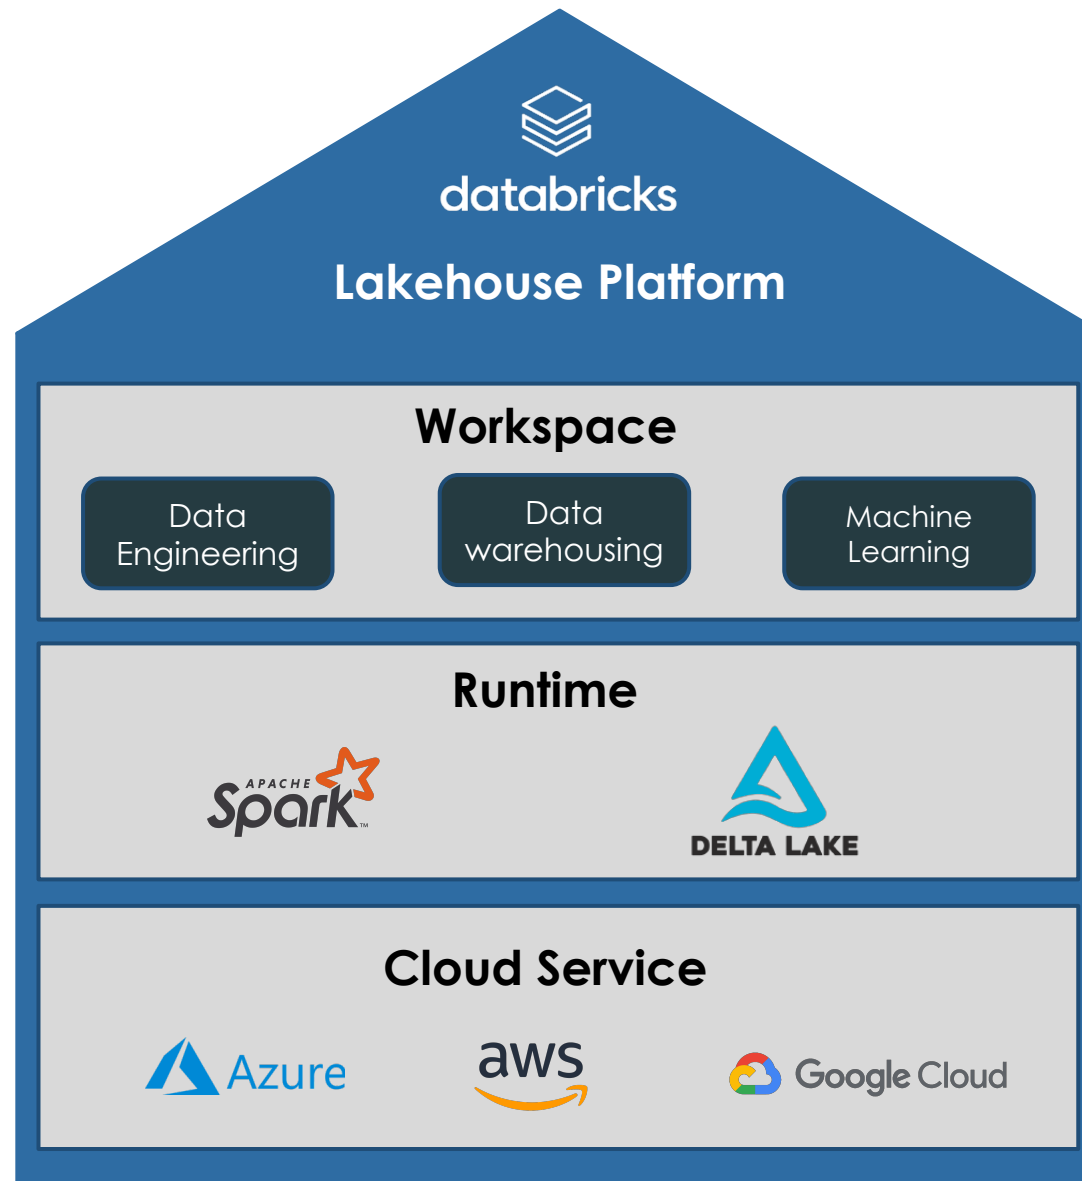 databricks
Lakehouse Platform
Workspace
Data
Engineering
Data
warehousing
Machine
Learning
Runtime
APACHE
Spark™
DELTA LAKE
Cloud Service
Azure
aws
Google Cloud